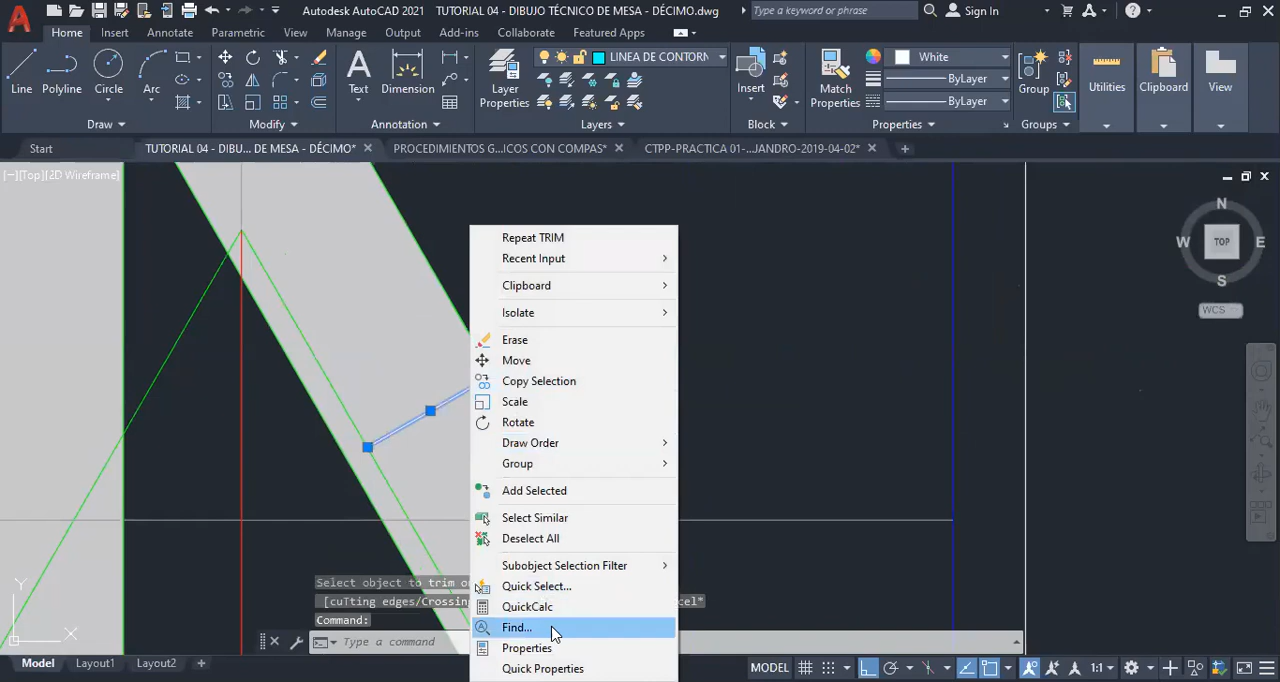 Autodesk AutoCAD 2021 TUTORIAL 04 - DIBUJO TÉCNICO DE MESA - DÉCIMO.dwg Type a keyword or phrase Sign In
Home Insert Annotate Parametric View Manage Output Add-ins Collaborate Featured Apps
LINEA DE CONTORN White
ByLayer
ByLayer
Line Polyline Circle Arc Text Dimension Layer Properties Insert Match Properties Group Utilities Clipboard View
Draw Modify Annotation Layers Block Properties Groups
Start TUTORIAL 04 - DIBU... DE MESA - DÉCIMO* PROCEDIMIENTOS G...ICOS CON COMPAS* CTPP-PRACTICA 01-...JANDRO-2019-04-02*
[−][Top][2D Wireframe]
N
W TOP E
S
WCS
Repeat TRIM
Recent Input
Clipboard
Isolate
Erase
Move
Copy Selection
Scale
Rotate
Draw Order
Group
Add Selected
Select Similar
Deselect All
Subobject Selection Filter
Quick Select...
QuickCalc
Find...
Properties
Quick Properties
Y
X
Select object to trim o
[cuTting edges/Crossin cel*
Command:
Type a command
Model Layout1 Layout2 MODEL 1:1